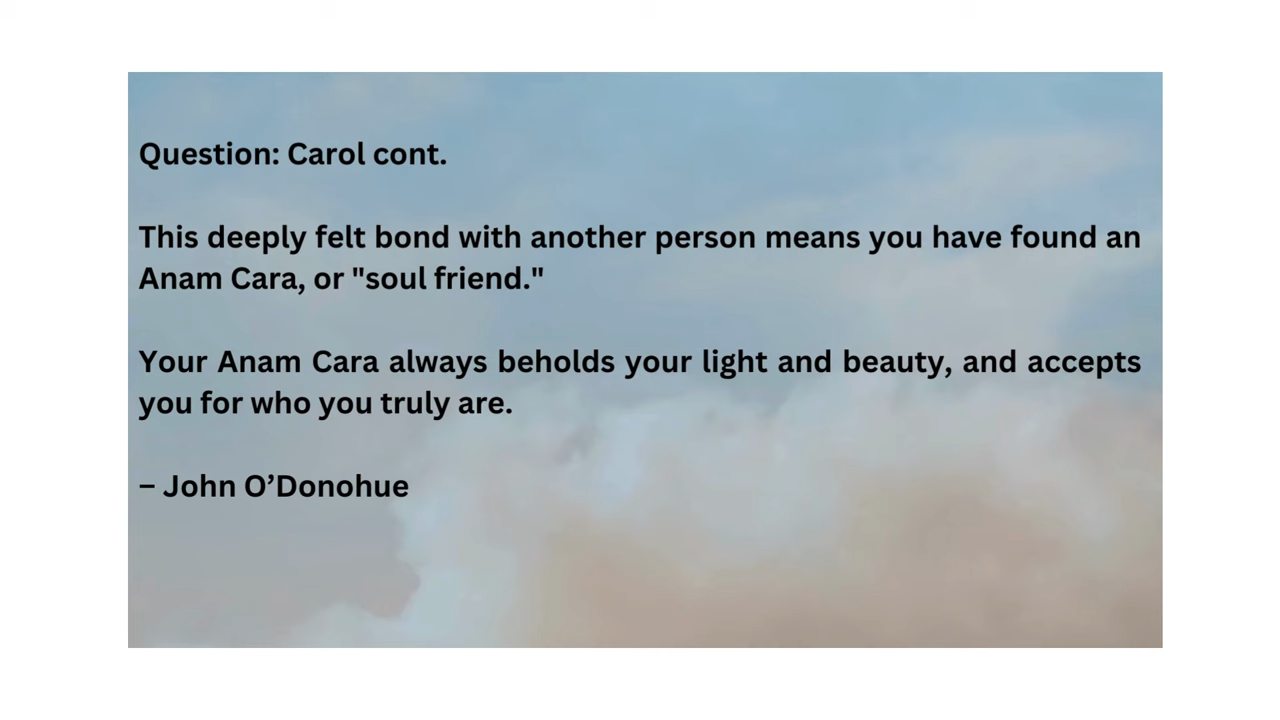 Question: Carol cont.
This deeply felt bond with another person means you have found an
Anam Cara, or "soul friend."
Your Anam Cara always beholds your light and beauty, and accepts
you for who you truly are.
– John O’Donohue